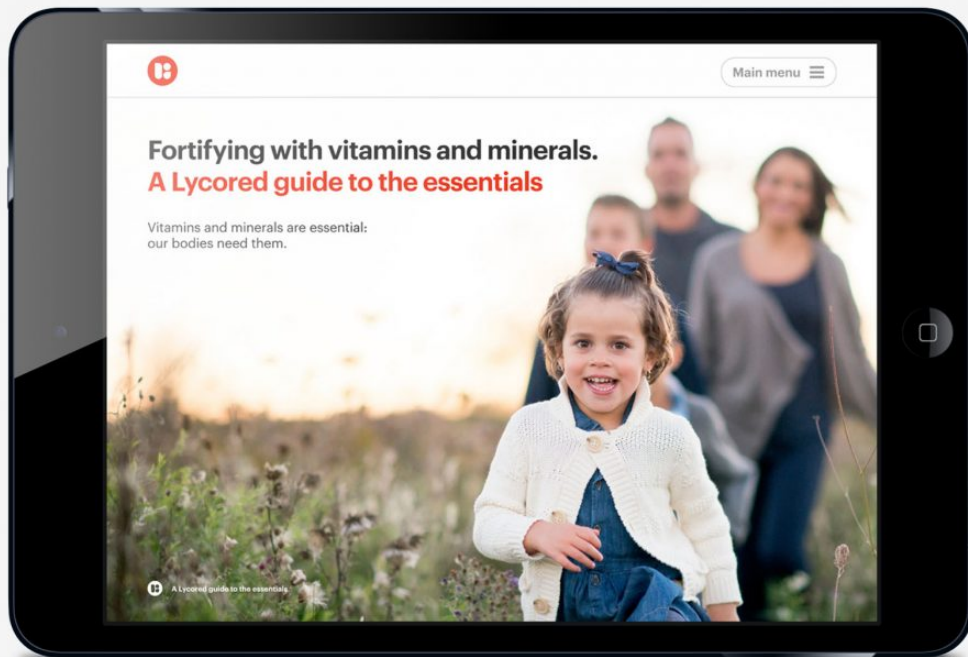 Main menu
Fortifying with vitamins and minerals.
A Lycored guide to the essentials
Vitamins and minerals are essential:
our bodies need them.
A Lycored guide to the essentials